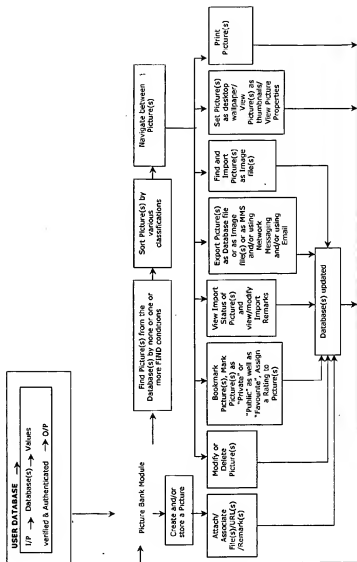 USER DATABASE →
I/P → Database(s) → Values
verified & Authenticated → O/P
Picture Bank Module
Find Picture(s) from the
Database(s) by none or one or
more FIND conditions
Sort Picture(s) by
various
classifications
Navigate between
Picture(s)
Create and/or
store a Picture
Attach/
Associate
File(s)/URL(s)
/Remark(s)
Modify or
Delete
Picture(s)
Bookmark
Picture(s), Mark
Picture(s) as
"Private" or
"Public" as well as
"Favourite", Assign
a Rating to
Picture(s)
View Import
Status of
Picture(s)
and
view/modify
Import
Remarks
Export Picture(s)
as Database file
or as Image
file(s) or as MMS
and/or using
Network
Messaging
and/or using
Email
Find and
Import
Picture(s)
as Image
file(s)
Set Picture(s)
as desktop
wallpaper/
View
Picture(s) as
thumbnails/
View Picture
Properties
Print
Picture(s)
Database(s) updated